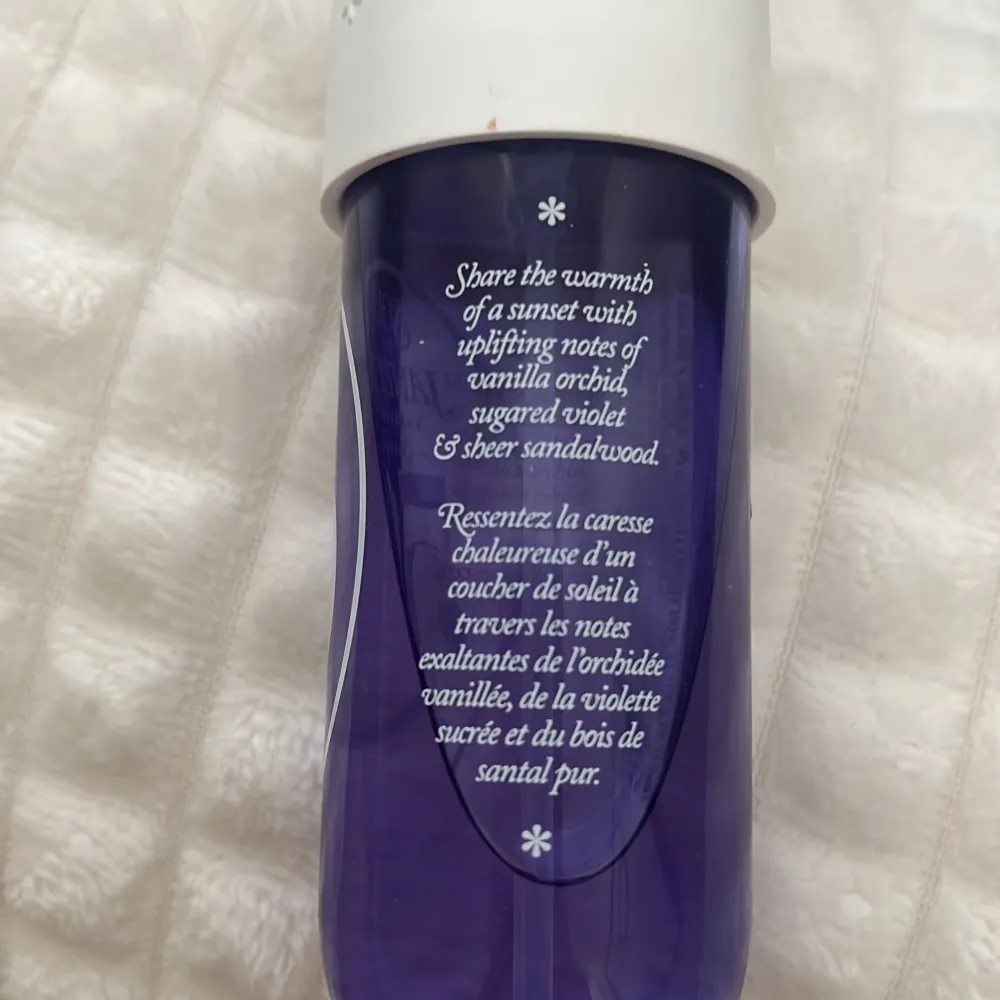 Share the warmth
of a sunset with
uplifting notes of
vanilla orchid,
sugared violet
& sheer sandalwood.
Ressentez la caresse
chaleureuse d'un
coucher de soleil à
travers les notes
exaltantes de l'orchidée
vanillée, de la violette
sucrée et du bois de
santal pur.